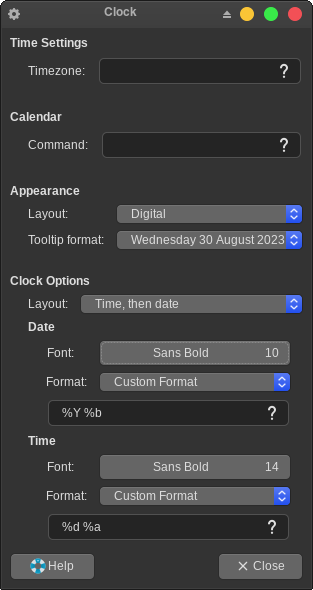 Clock
Time Settings
Timezone: ?
Calendar
Command: ?
Appearance
Layout: Digital
Tooltip format: Wednesday 30 August 2023
Clock Options
Layout: Time, then date
Date
Font: Sans Bold 10
Format: Custom Format
%Y %b ?
Time
Font: Sans Bold 14
Format: Custom Format
%d %a ?
Help Close